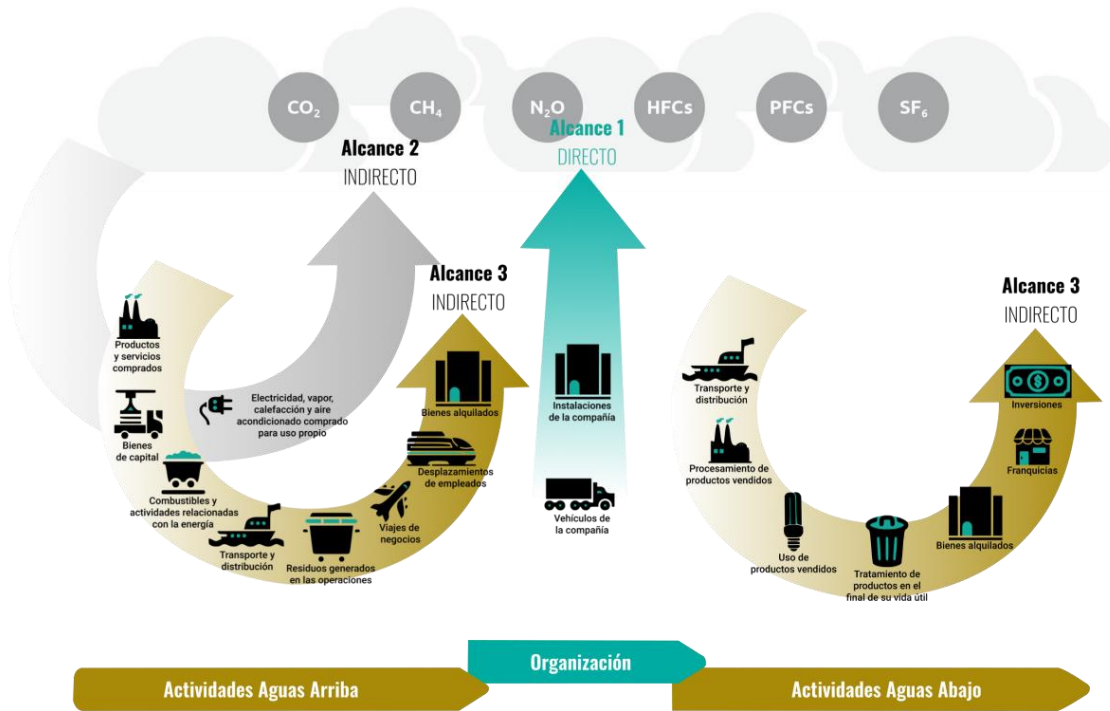 CO₂
CH₄
N₂O
HFCs
PFCs
SF₆
Alcance 2
INDIRECTO
Alcance 1
DIRECTO
Alcance 3
INDIRECTO
Alcance 3
INDIRECTO
Productos
y servicios
comprados
Bienes
de capital
Combustibles y
actividades relacionadas
con la energía
Transporte y
distribución
Residuos generados
en las operaciones
Viajes de
negocios
Desplazamientos
de empleados
Bienes alquilados
Electricidad, vapor,
calefacción y aire
acondicionado comprado
para uso propio
Instalaciones
de la compañía
Vehículos de
la compañía
Transporte y
distribución
Procesamiento de
productos vendidos
Uso de
productos vendidos
Tratamiento de
productos en el
final de su vida útil
Bienes alquilados
Franquicias
Inversiones
Actividades Aguas Arriba
Organización
Actividades Aguas Abajo